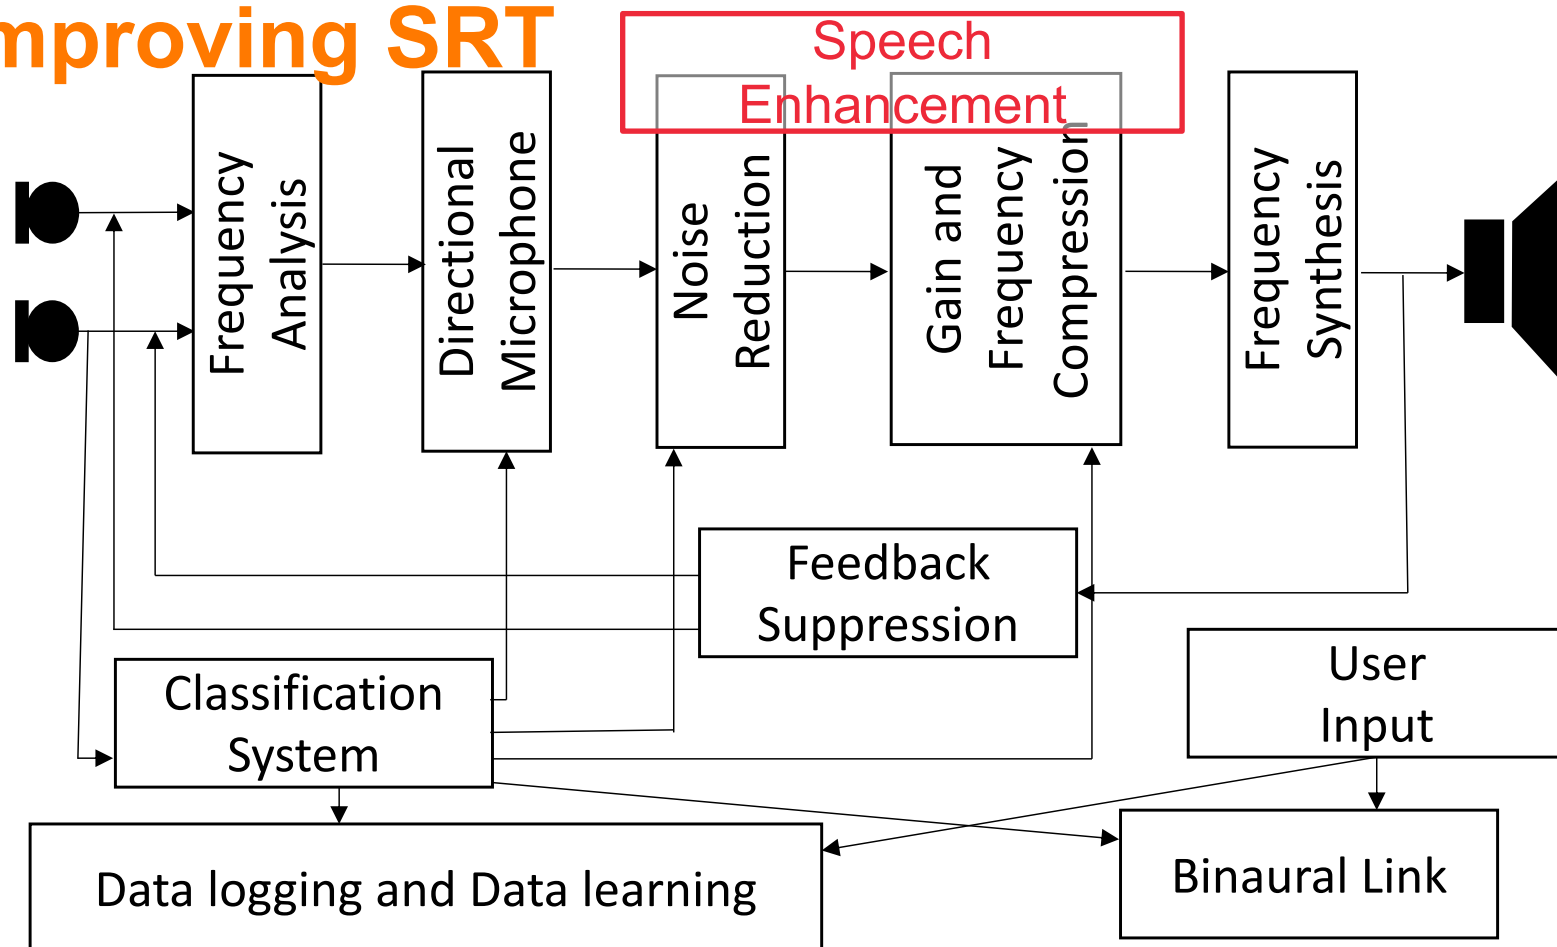 mproving SRT
Speech
Enhancement
Frequency
Analysis
Directional
Microphone
Noise
Reduction
Gain and
Frequency
Compression
Frequency
Synthesis
Feedback
Suppression
Classification
System
User
Input
Data logging and Data learning
Binaural Link